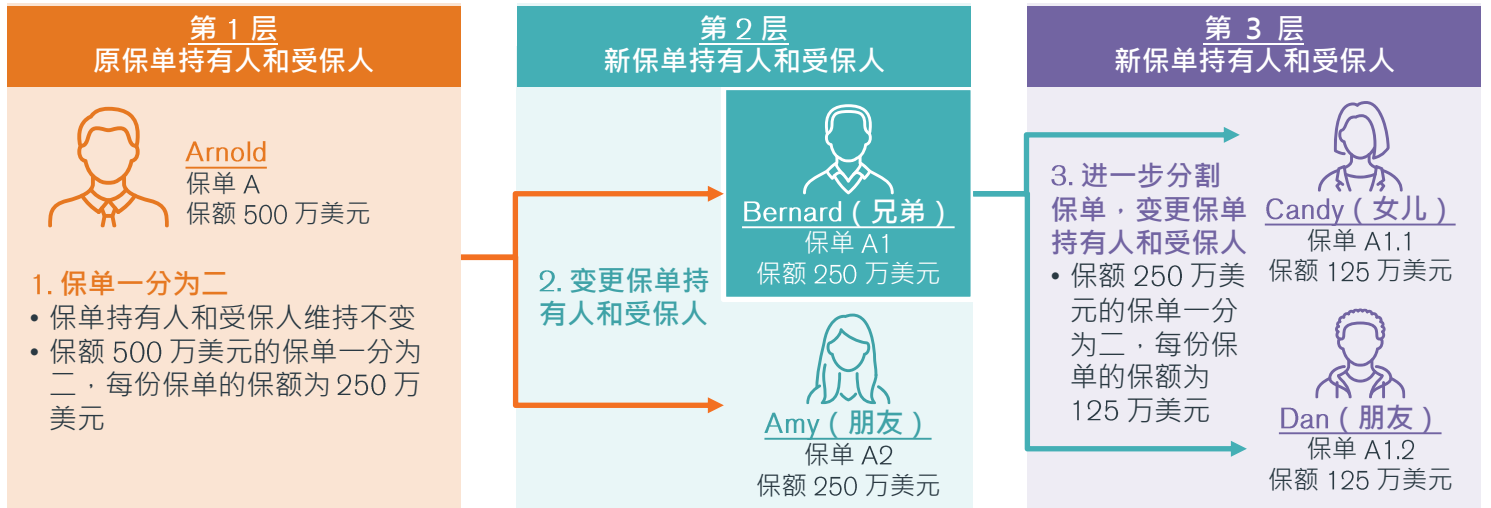 第 1 层
原保单持有人和受保人
Arnold
保单 A
保额 500 万美元
1. 保单一分为二
• 保单持有人和受保人维持不变
• 保额 500 万美元的保单一分为
二，每份保单的保额为 250 万
美元
第 2 层
新保单持有人和受保人
2. 变更保单持
有人和受保人
Bernard（兄弟）
保单 A1
保额 250 万美元
Amy（朋友）
保单 A2
保额 250 万美元
第 3 层
新保单持有人和受保人
3. 进一步分割
保单，变更保单
持有人和受保人
• 保额 250 万美
元的保单一分
为二，每份保
单的保额为
125 万美元
Candy（女儿）
保单 A1.1
保额 125 万美元
Dan（朋友）
保单 A1.2
保额 125 万美元